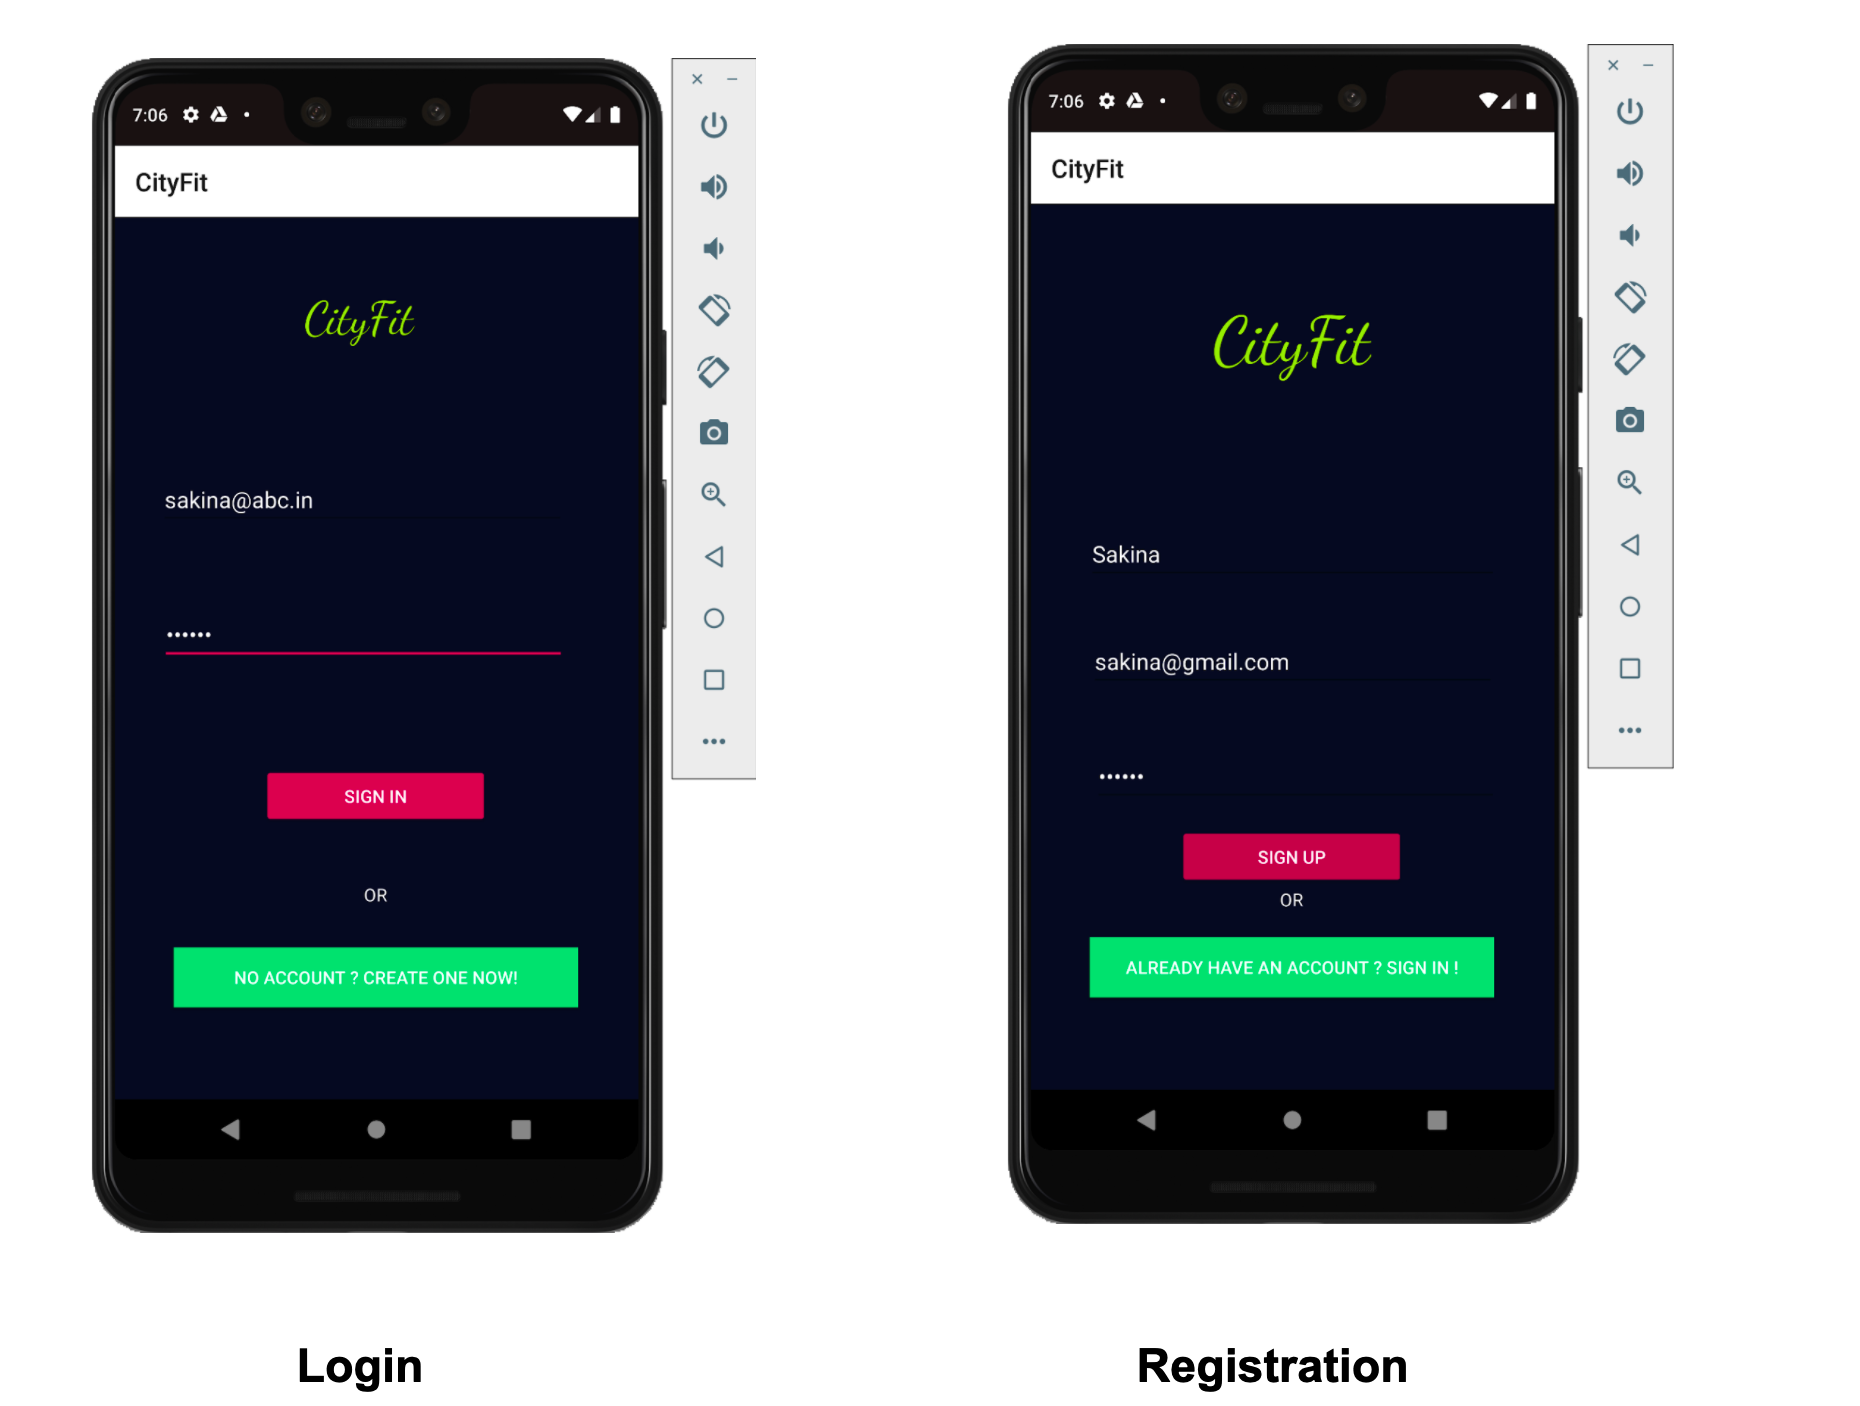 7:06
CityFit
CityFit
sakina@abc.in
••••••
SIGN IN
OR
NO ACCOUNT ? CREATE ONE NOW!
Login
7:06
CityFit
CityFit
Sakina
sakina@gmail.com
••••••
SIGN UP
OR
ALREADY HAVE AN ACCOUNT ? SIGN IN !
Registration